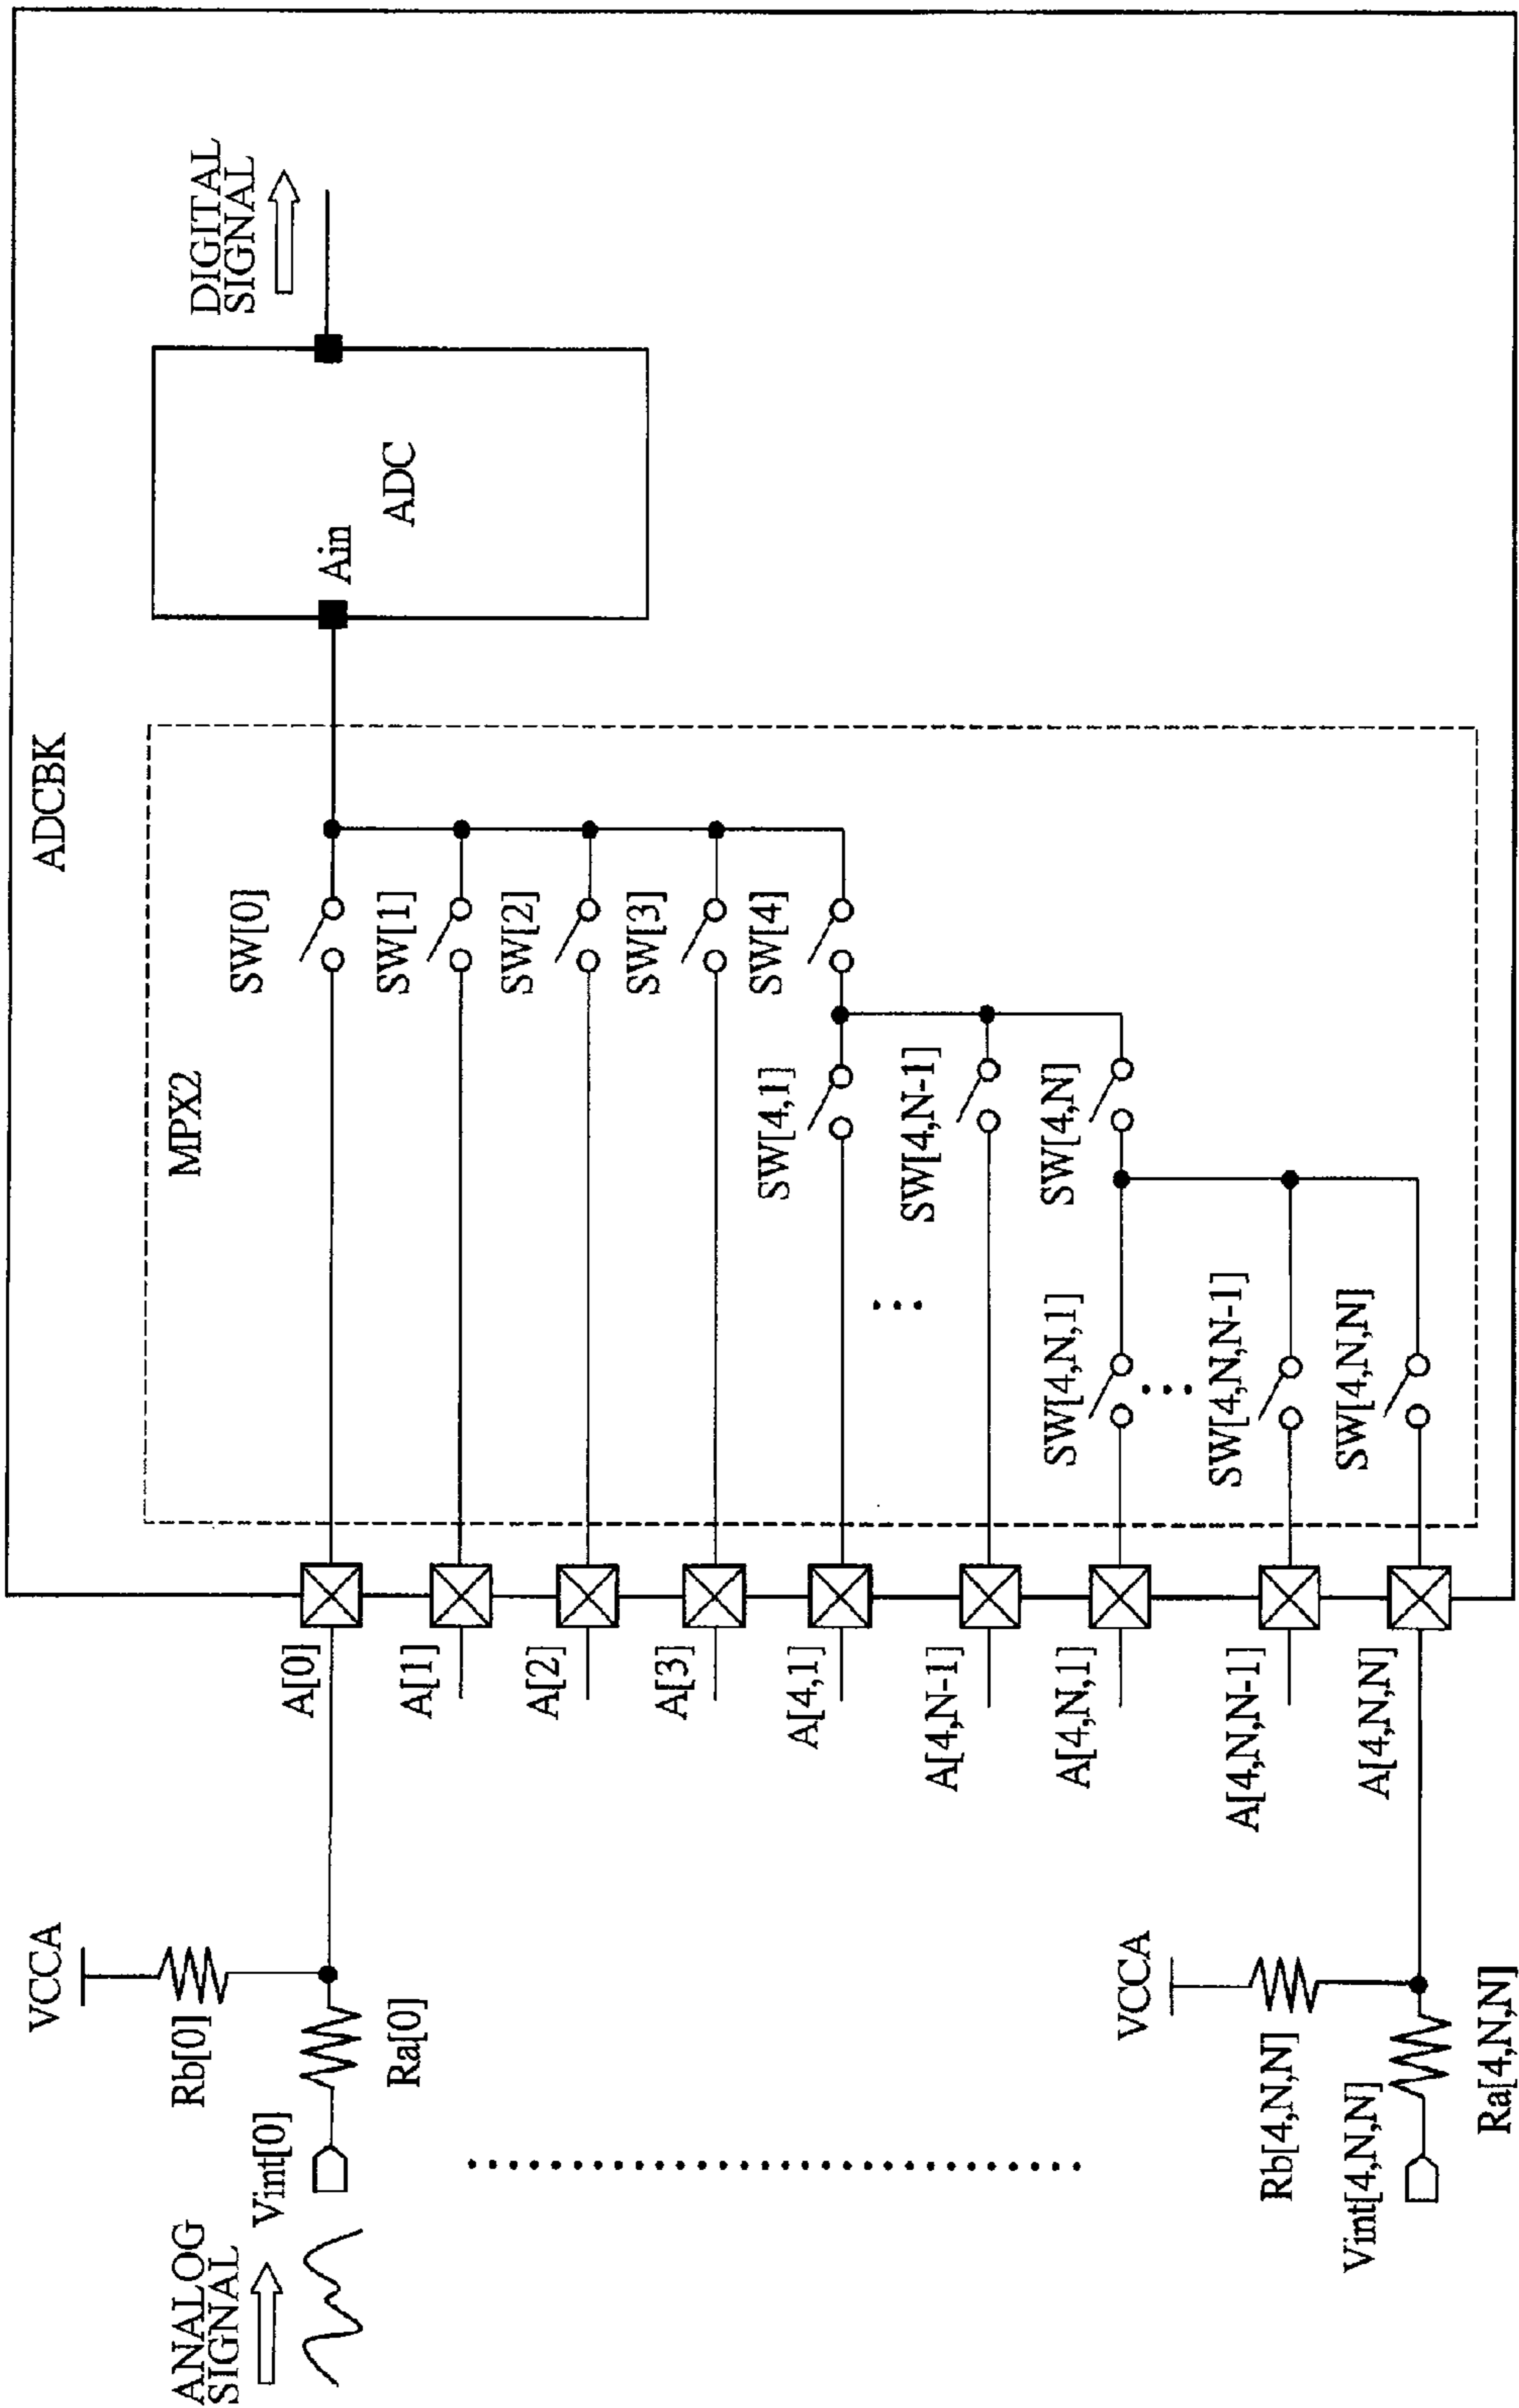 ADCBK
VCCA
Rb[0]
ANALOG
SIGNAL
Vint[0]
Ra[0]
A[0]
A[1]
A[2]
A[3]
A[4,1]
A[4,N-1]
A[4,N,1]
A[4,N,N-1]
A[4,N,N]
MPX2
SW[0]
SW[1]
SW[2]
SW[3]
SW[4]
SW[4,1]
SW[4,N-1]
SW[4,N]
SW[4,N,1]
SW[4,N,N-1]
SW[4,N,N]
Ain
ADC
DIGITAL
SIGNAL
VCCA
Rb[4,N,N]
Vint[4,N,N]
Ra[4,N,N]